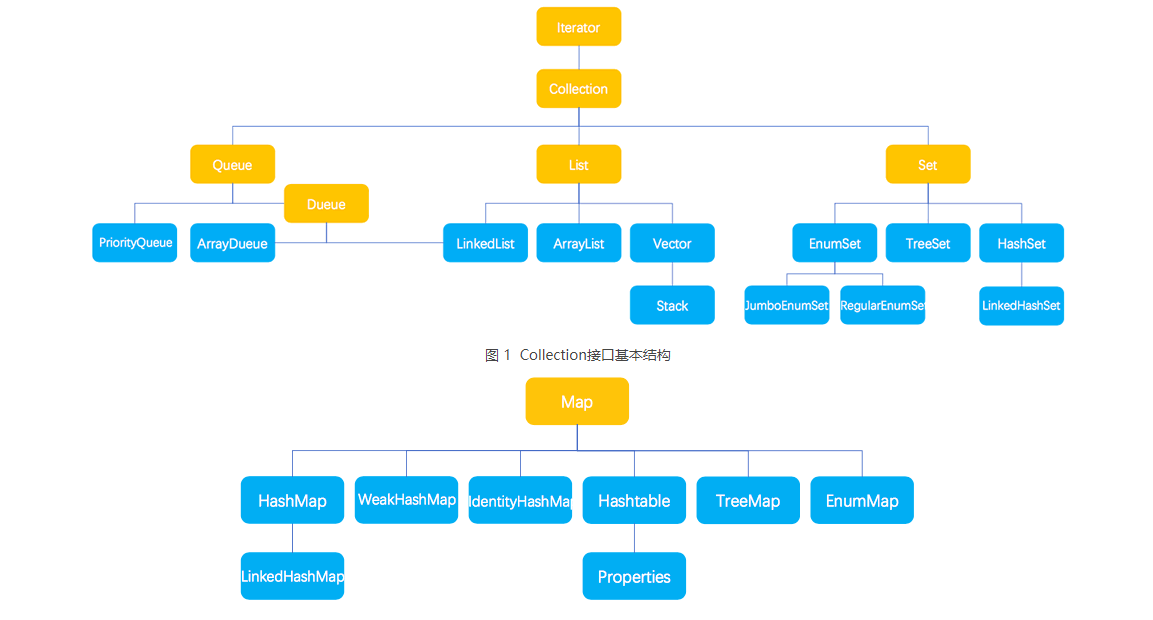 Iterator
Collection
Queue
List
Set
Dueue
PriorityQueue
ArrayDueue
LinkedList
ArrayList
Vector
EnumSet
TreeSet
HashSet
Stack
JumboEnumSet
RegularEnumSet
LinkedHashSet
图 1 Collection接口基本结构
Map
HashMap
WeakHashMap
IdentityHashMap
Hashtable
TreeMap
EnumMap
LinkedHashMap
Properties